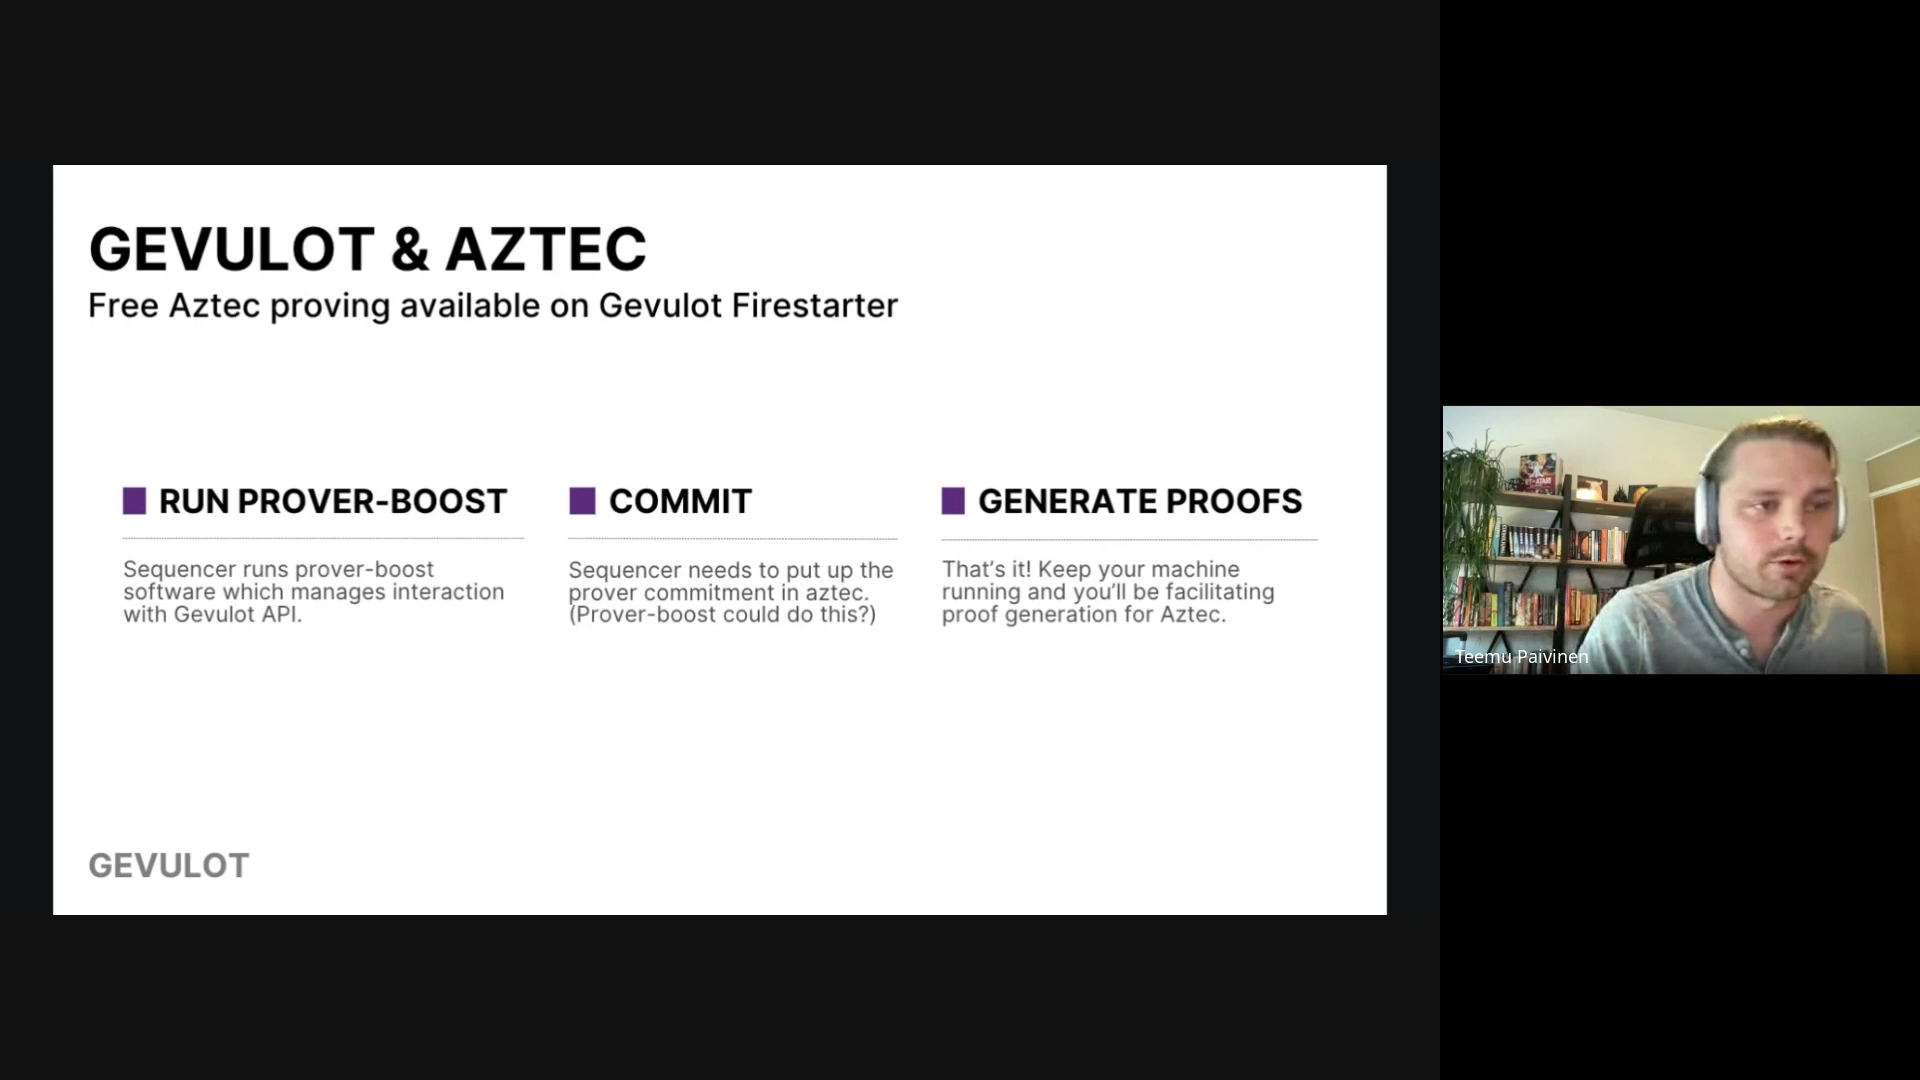 GEVULOT & AZTEC
Free Aztec proving available on Gevulot Firestarter
RUN PROVER-BOOST
Sequencer runs prover-boost
software which manages interaction
with Gevulot API.
COMMIT
Sequencer needs to put up the
prover commitment in aztec.
(Prover-boost could do this?)
GENERATE PROOFS
That’s it! Keep your machine
running and you’ll be facilitating
proof generation for Aztec.
GEVULOT
Teemu Paivinen